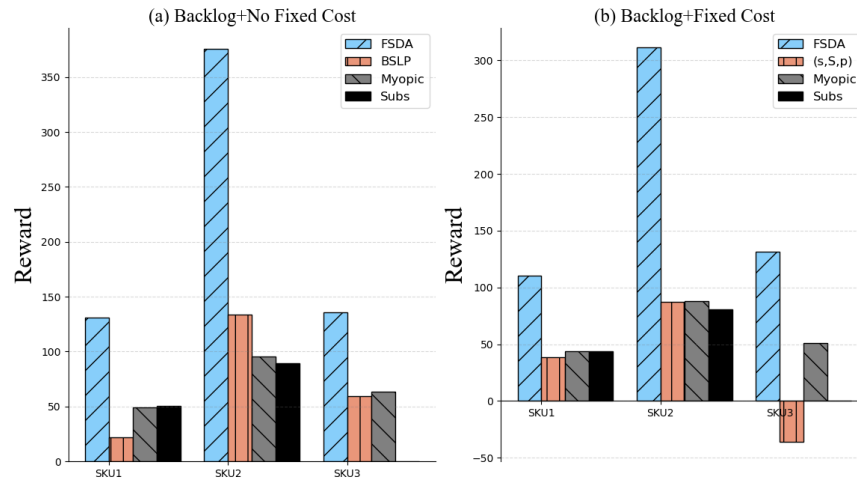 (a) Backlog+No Fixed Cost
Reward
350
300
250
200
150
100
50
0
FSDA
BSLP
Myopic
Subs
SKU1
SKU2
SKU3
(b) Backlog+Fixed Cost
Reward
300
250
200
150
100
50
0
−50
FSDA
(s,S,p)
Myopic
Subs
SKU1
SKU2
SKU3